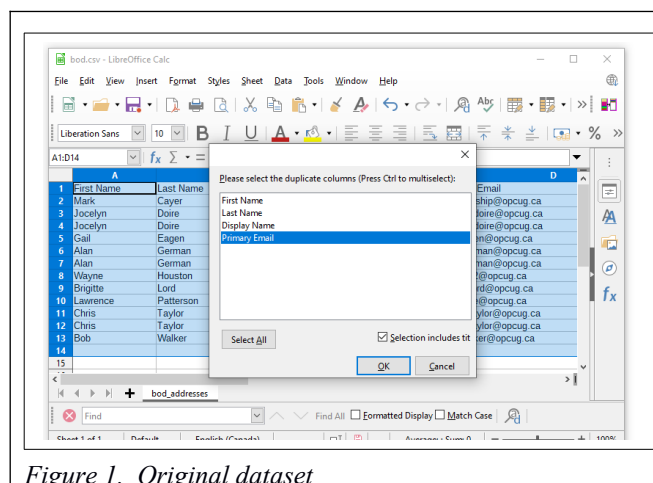 bod.csv - LibreOffice Calc
File Edit View Insert Format Styles Sheet Data Tools Window Help
Liberation Sans 10 B I U A %
A1:D14 fx Σ =
A D
1 First Name Last Name Email
2 Mark Cayer ship@opcug.ca
3 Jocelyn Doire doire@opcug.ca
4 Jocelyn Doire doire@opcug.ca
5 Gail Eagen en@opcug.ca
6 Alan German man@opcug.ca
7 Alan German man@opcug.ca
8 Wayne Houston @opcug.ca
9 Brigitte Lord rd@opcug.ca
10 Lawrence Patterson @opcug.ca
11 Chris Taylor ylor@opcug.ca
12 Chris Taylor ylor@opcug.ca
13 Bob Walker ker@opcug.ca
14
15
Please select the duplicate columns (Press Ctrl to multiselect):
First Name
Last Name
Display Name
Primary Email
Select All Selection includes tit
OK Cancel
bod_addresses
Find Find All Formatted Display Match Case
Sheet 1 of 1 Default English (Canada) Average: ; Sum: 0 100%
Figure 1. Original dataset